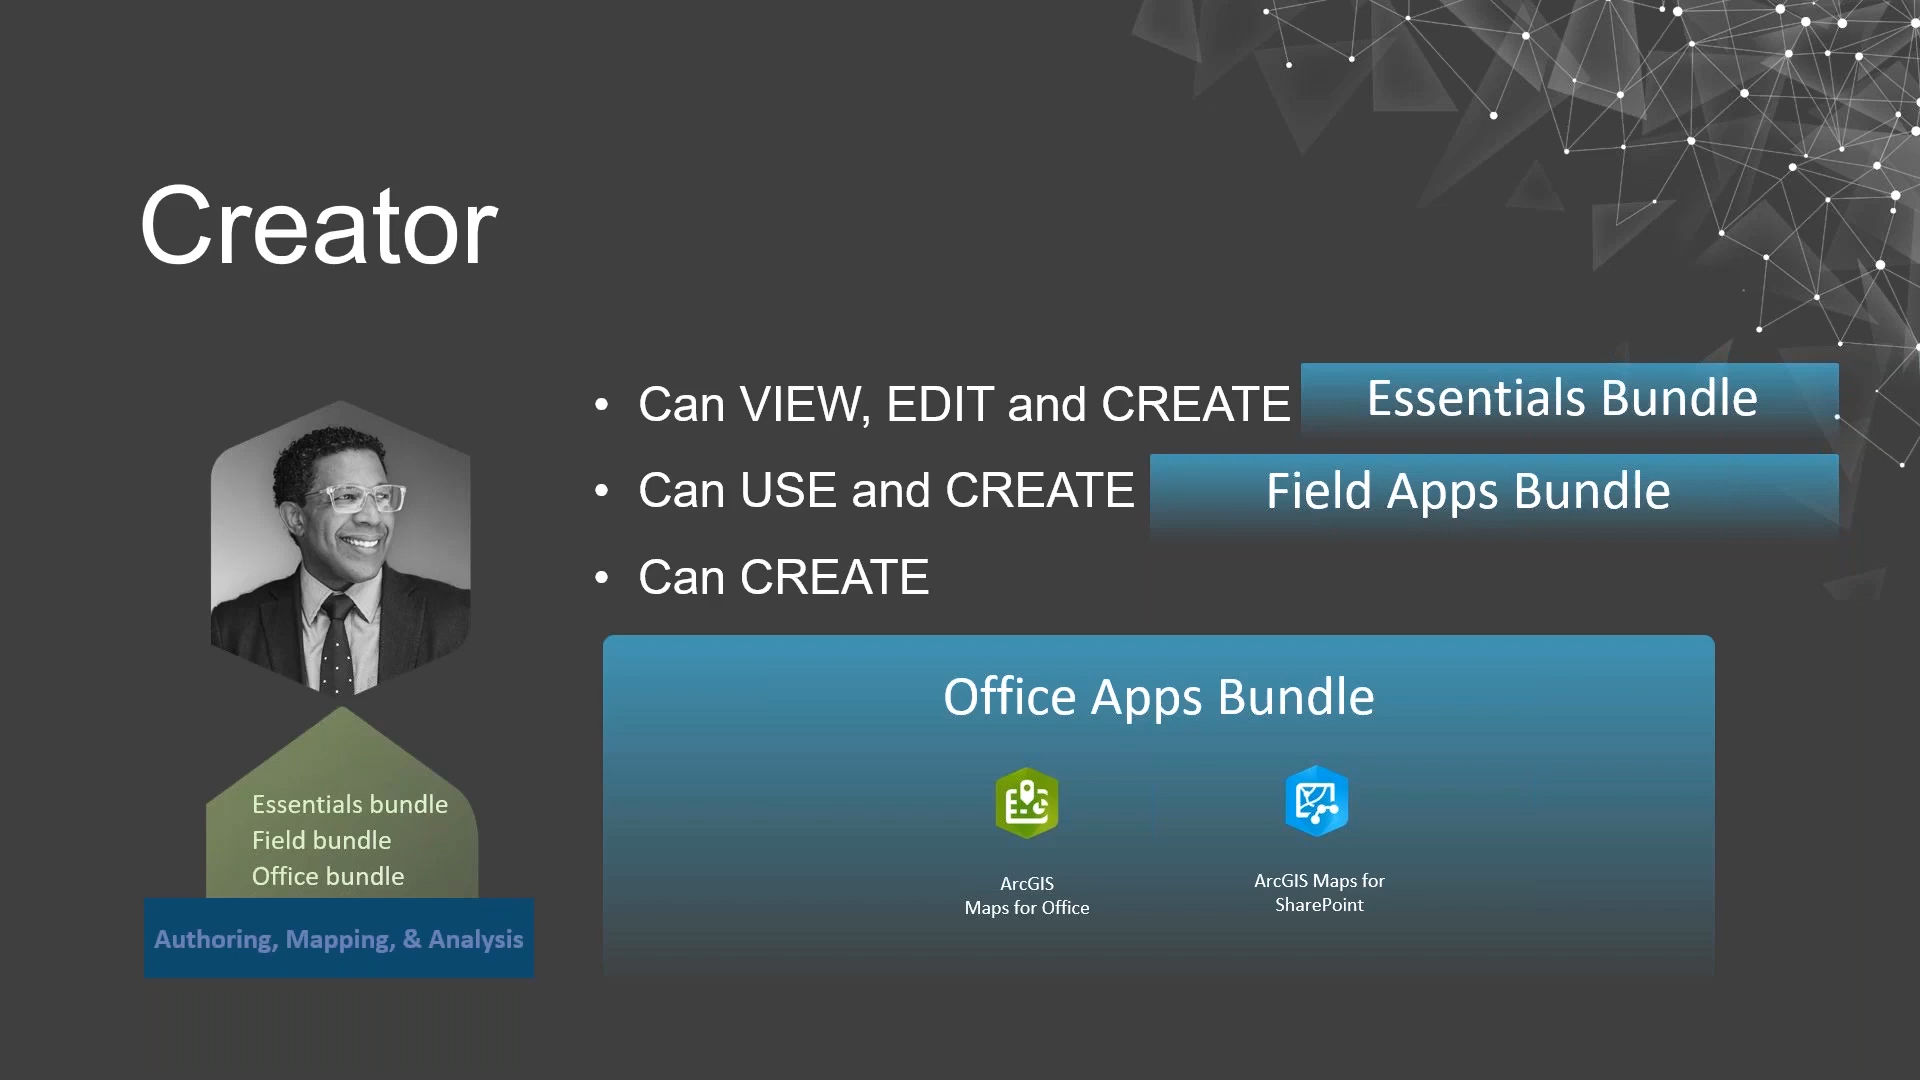 Creator
• Can VIEW, EDIT and CREATE Essentials Bundle
• Can USE and CREATE Field Apps Bundle
• Can CREATE
Office Apps Bundle
ArcGIS
Maps for Office
ArcGIS Maps for
SharePoint
Essentials bundle
Field bundle
Office bundle
Authoring, Mapping, & Analysis